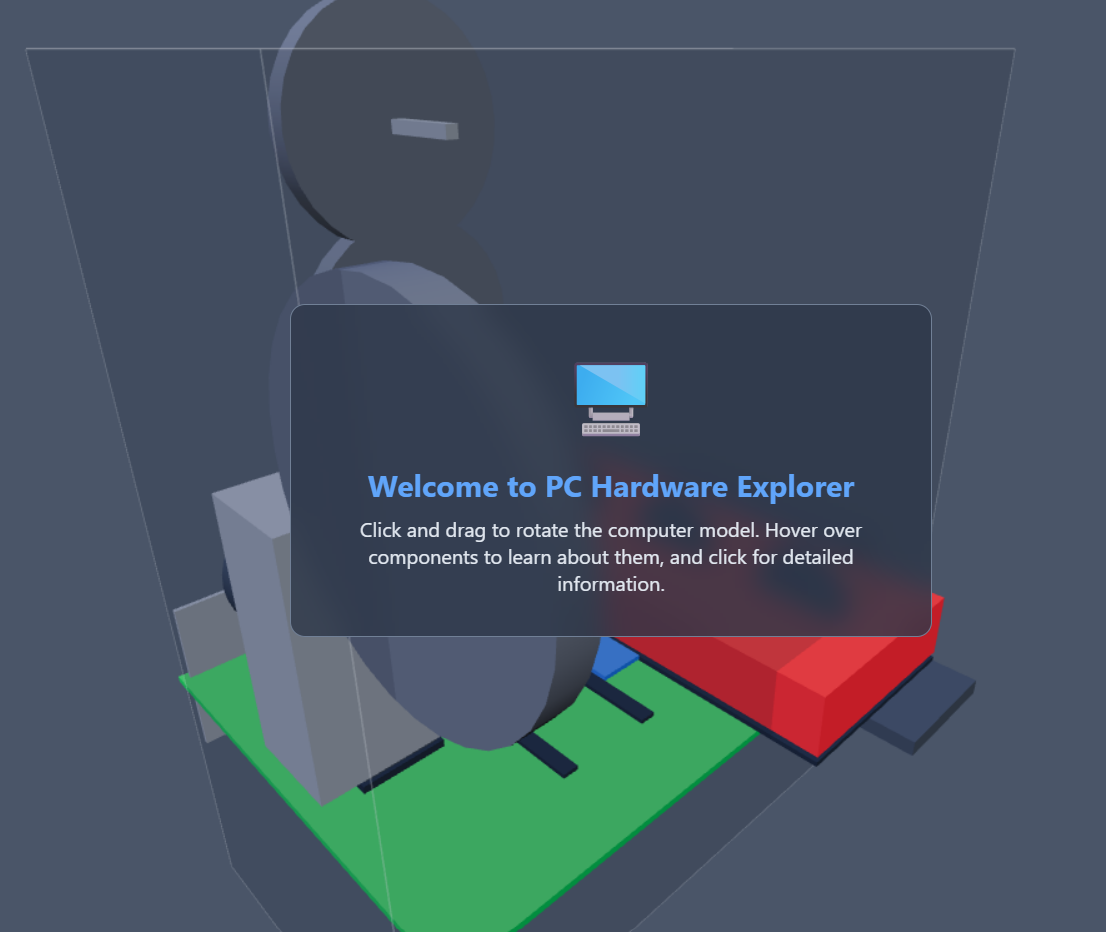 Welcome to PC Hardware Explorer
Click and drag to rotate the computer model. Hover over
components to learn about them, and click for detailed
information.